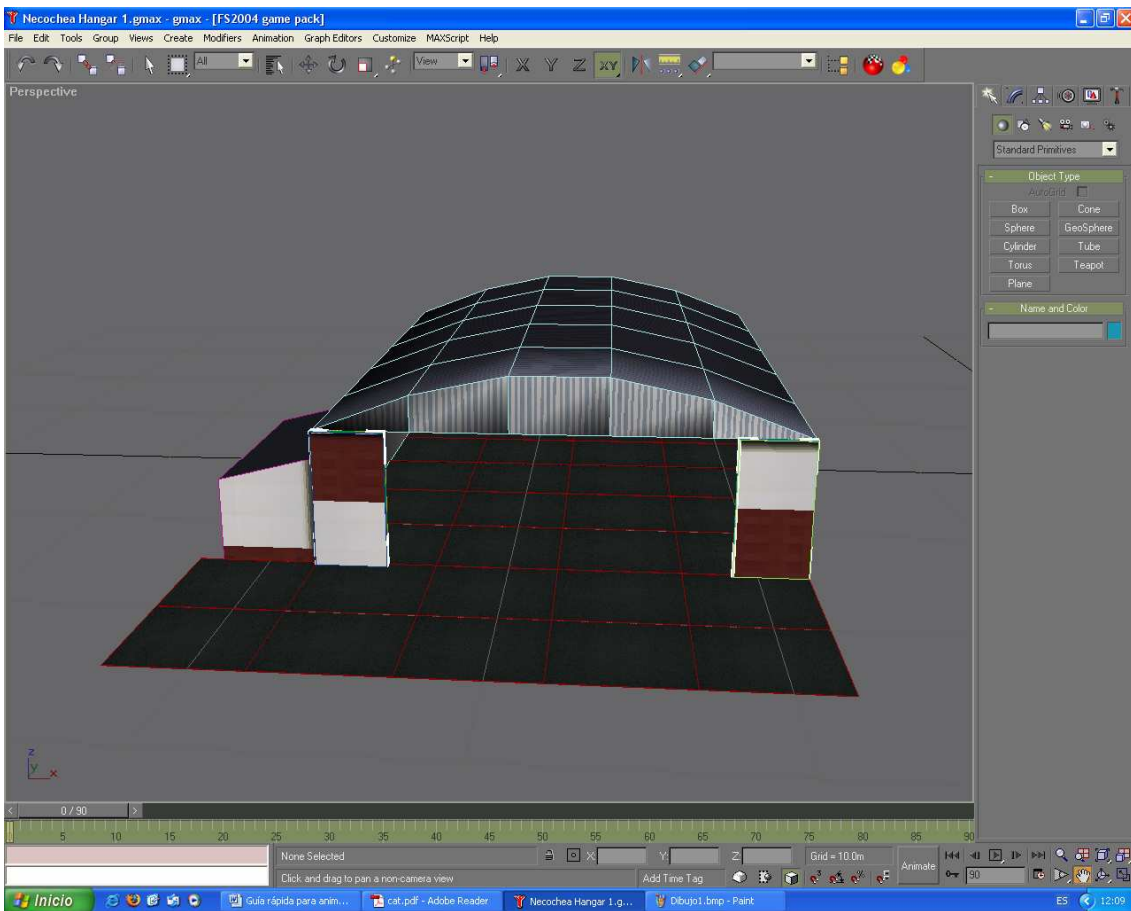 Necochea Hangar 1.gmax - gmax - [FS2004 game pack]
File Edit Tools Group Views Create Modifiers Animation Graph Editors Customize MAXScript Help
All View X Y Z XY
Perspective
Standard Primitives
- Object Type
AutoGrid
Box Cone
Sphere GeoSphere
Cylinder Tube
Torus Teapot
Plane
- Name and Color
z
y x
< 0 / 90 >
5 10 15 20 25 30 35 40 45 50 55 60 65 70 75 80 85 90
None Selected X: Y: Z: Grid = 10.0m Animate
Click and drag to pan a non-camera view Add Time Tag 90
Inicio Guía rápida para anim... cat.pdf - Adobe Reader Necochea Hangar 1.g... Dibujo1.bmp - Paint ES 12:09